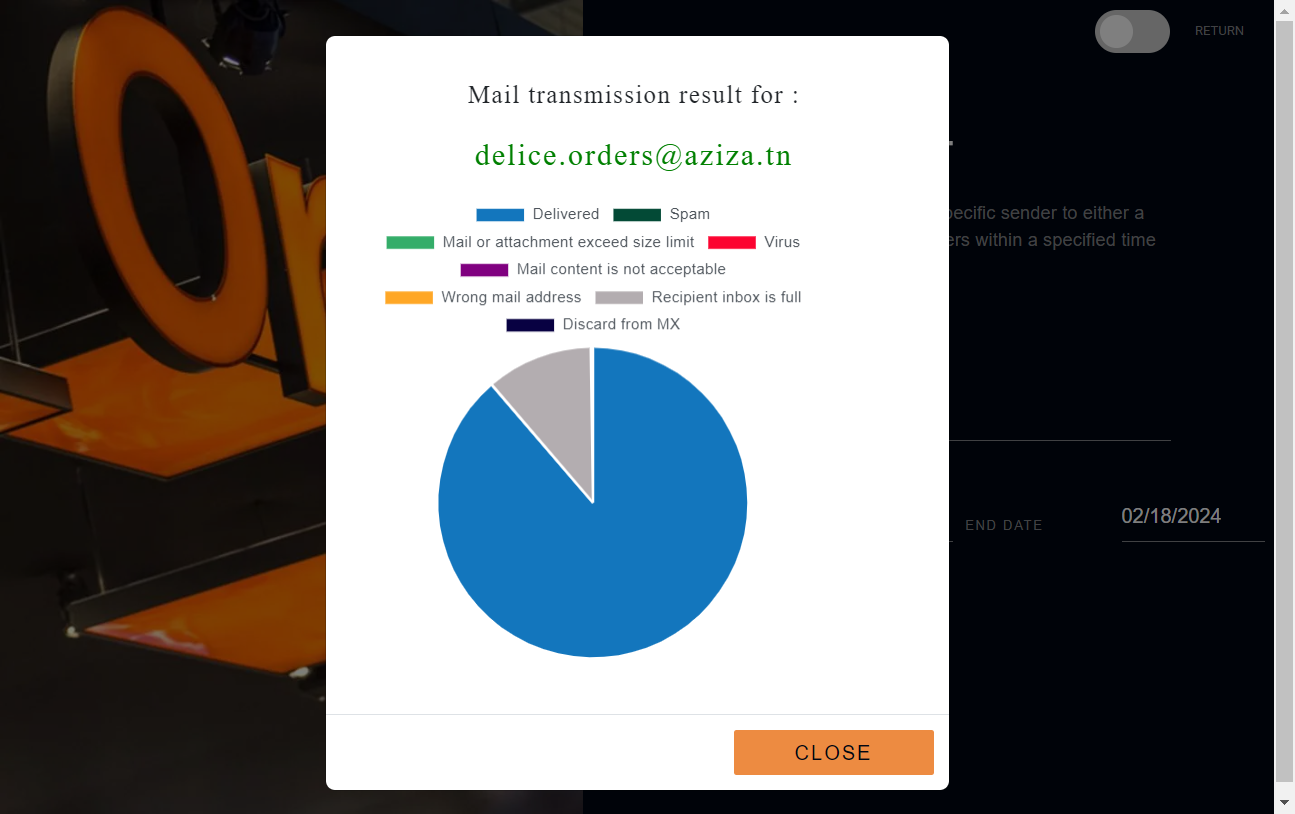 Or
RETURN
Mail transmission result for :
delice.orders@aziza.tn
Delivered Spam
Mail or attachment exceed size limit Virus
Mail content is not acceptable
Wrong mail address Recipient inbox is full
Discard from MX
specific sender to either a
within a specified time
END DATE 02/18/2024
CLOSE